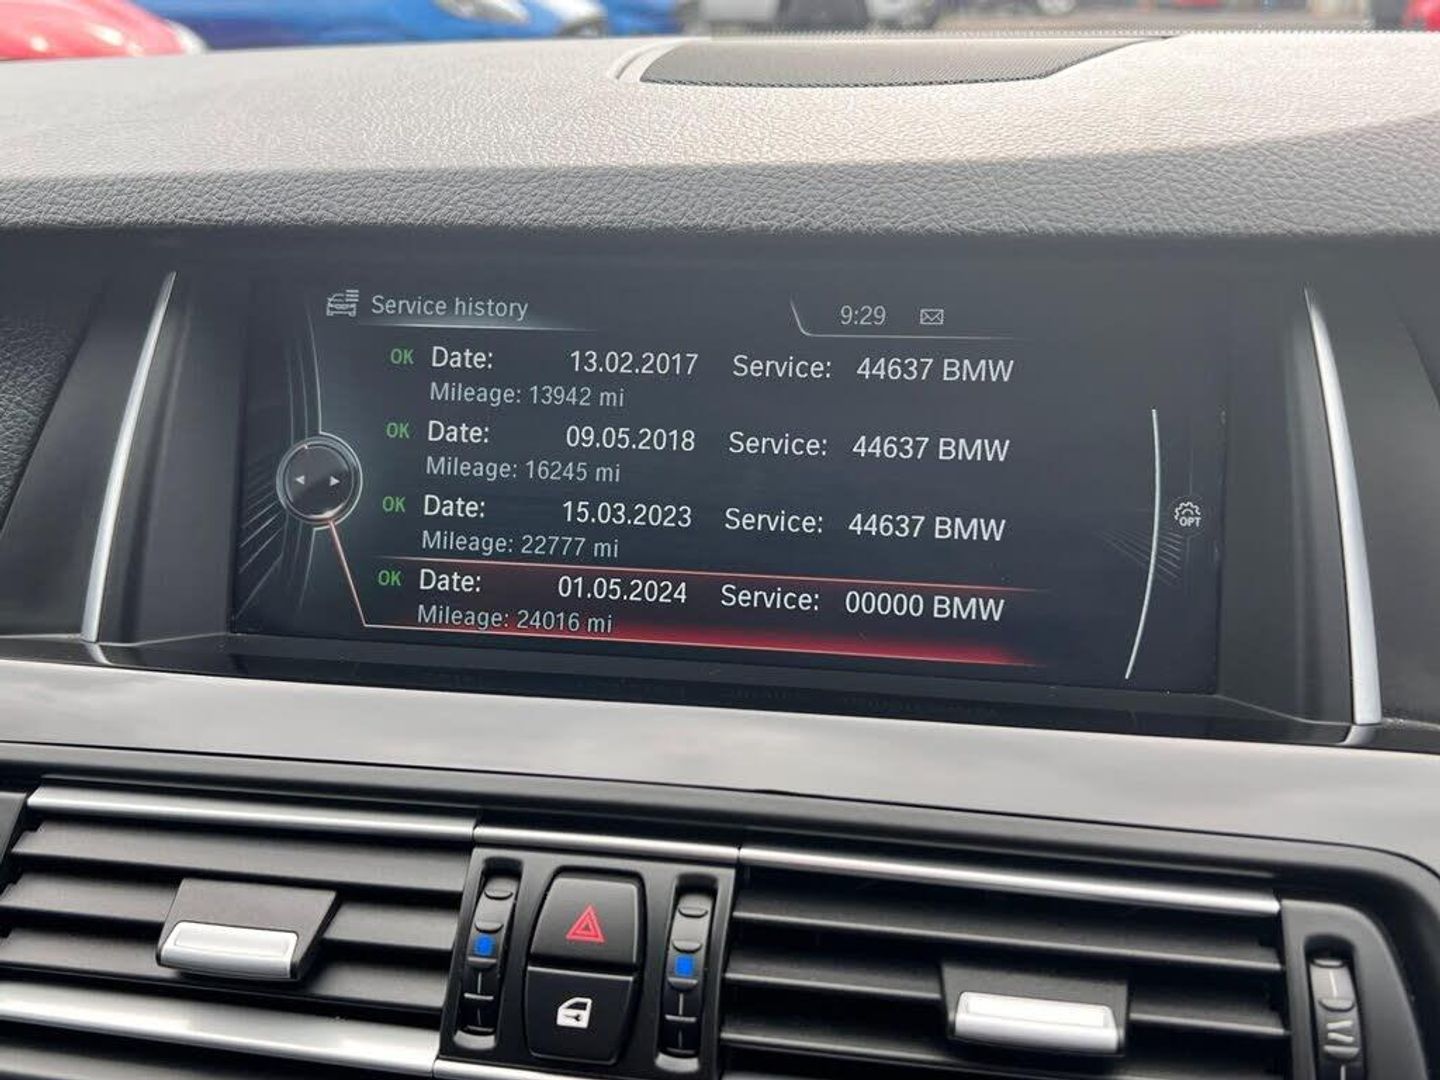 Service history
9:29
OK Date: 13.02.2017 Service: 44637 BMW
Mileage: 13942 mi
OK Date: 09.05.2018 Service: 44637 BMW
Mileage: 16245 mi
OK Date: 15.03.2023 Service: 44637 BMW
Mileage: 22777 mi
OK Date: 01.05.2024 Service: 00000 BMW
Mileage: 24016 mi
OPT